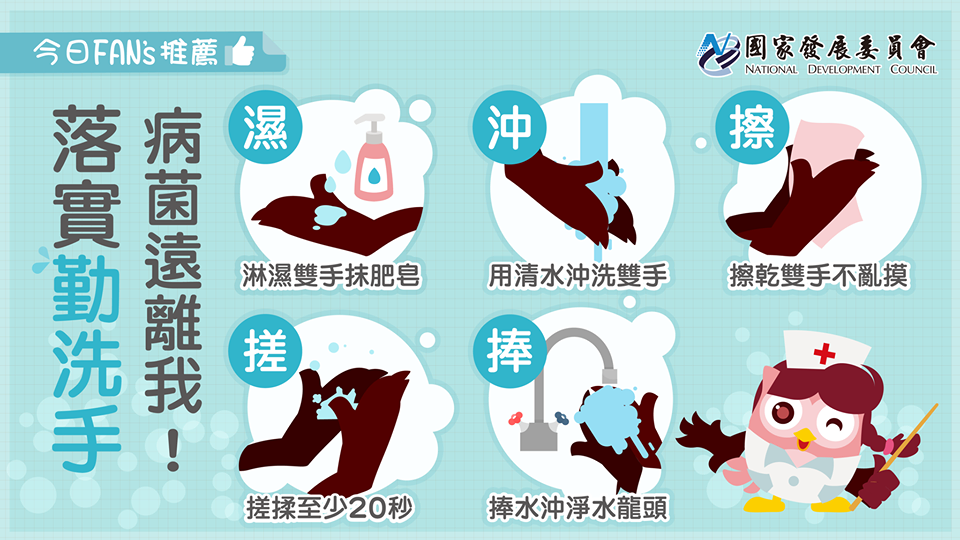 今日FAN's推薦
國家發展委員會
NATIONAL DEVELOPMENT COUNCIL
病菌遠離我！
落實勤洗手
濕
淋濕雙手抹肥皂
搓
搓揉至少20秒
沖
用清水沖洗雙手
捧
捧水沖淨水龍頭
擦
擦乾雙手不亂摸